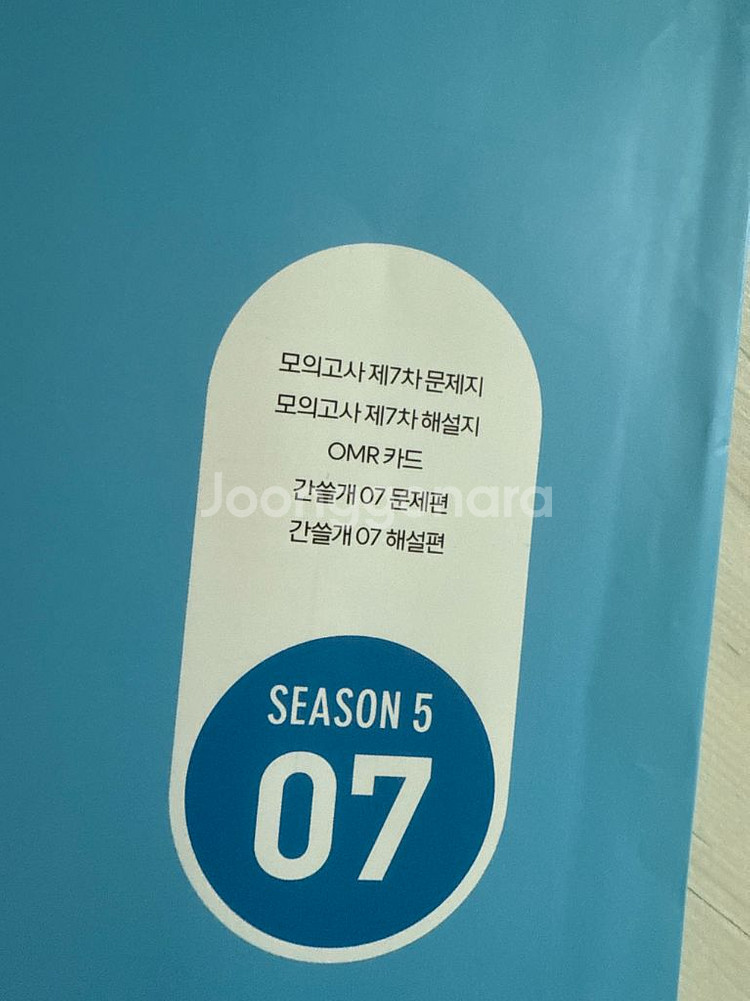 모의고사 제7차 문제지
모의고사 제7차 해설지
OMR 카드
간쓸개 07 문제편
간쓸개 07 해설편
Joonggonara
SEASON 5
07